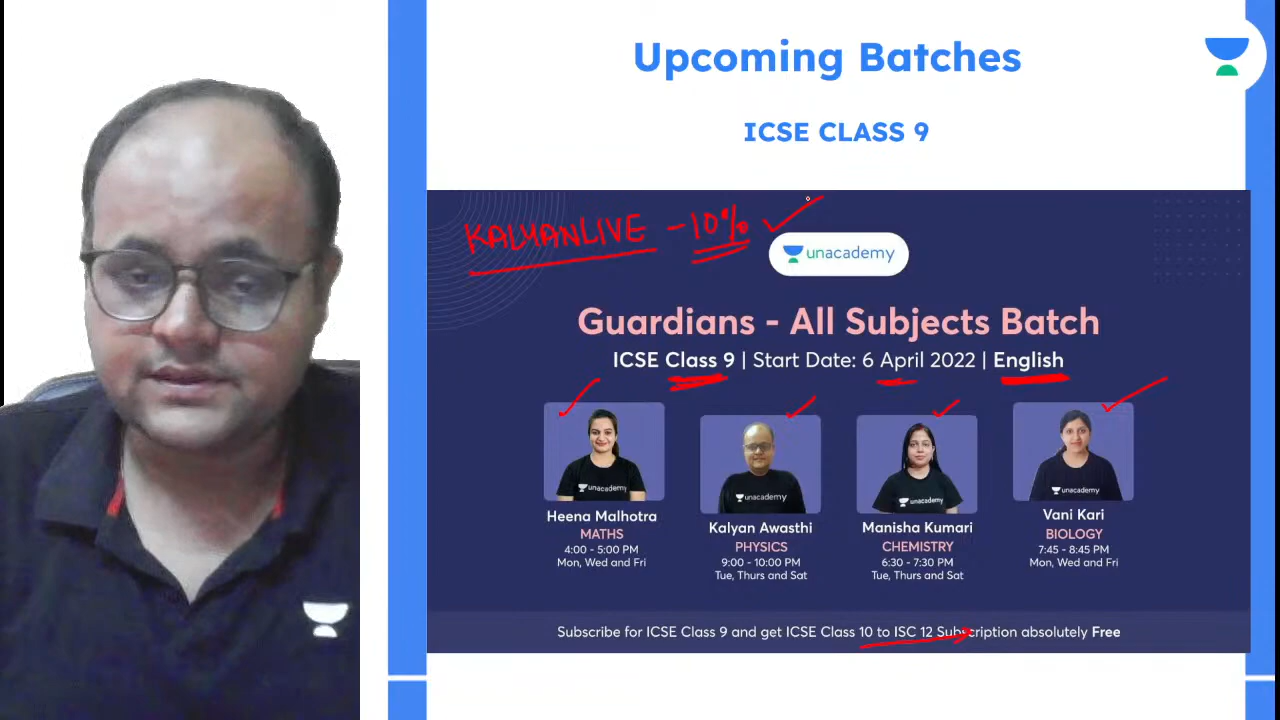 Upcoming Batches
ICSE CLASS 9
KALYANLIVE - 10%
unacademy
Guardians - All Subjects Batch
ICSE Class 9 | Start Date: 6 April 2022 | English
unacademy
unacademy
unacademy
unacademy
Heena Malhotra
MATHS
4:00 - 5:00 PM
Mon, Wed and Fri
Kalyan Awasthi
PHYSICS
9:00 - 10:00 PM
Tue, Thurs and Sat
Manisha Kumari
CHEMISTRY
6:30 - 7:30 PM
Tue, Thurs and Sat
Vani Kari
BIOLOGY
7:45 - 8:45 PM
Mon, Wed and Fri
Subscribe for ICSE Class 9 and get ICSE Class 10 to ISC 12 Subscription absolutely Free